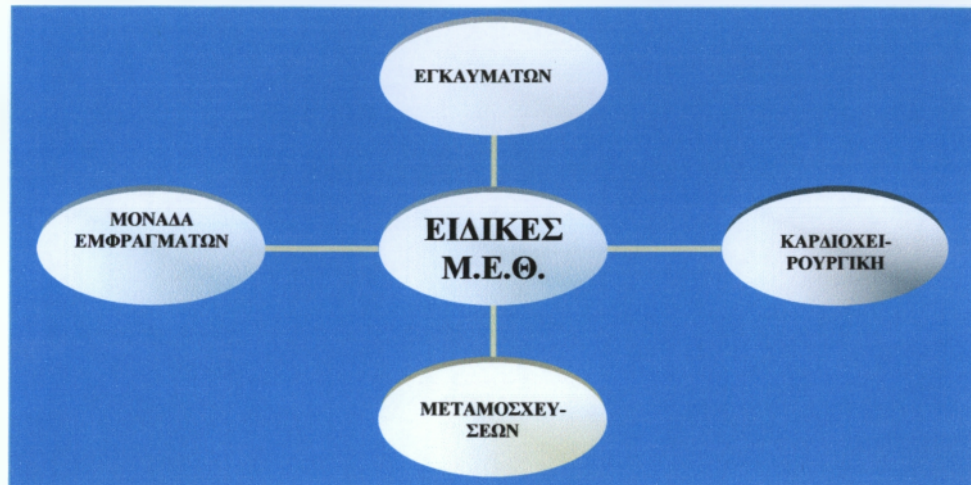 ΕΓΚΑΥΜΑΤΩΝ
ΜΟΝΑΔΑ
ΕΜΦΡΑΓΜΑΤΩΝ
ΕΙΔΙΚΕΣ
Μ.Ε.Θ.
ΚΑΡΔΙΟΧΕΙ-
ΡΟΥΡΓΙΚΗ
ΜΕΤΑΜΟΣΧΕΥ-
ΣΕΩΝ